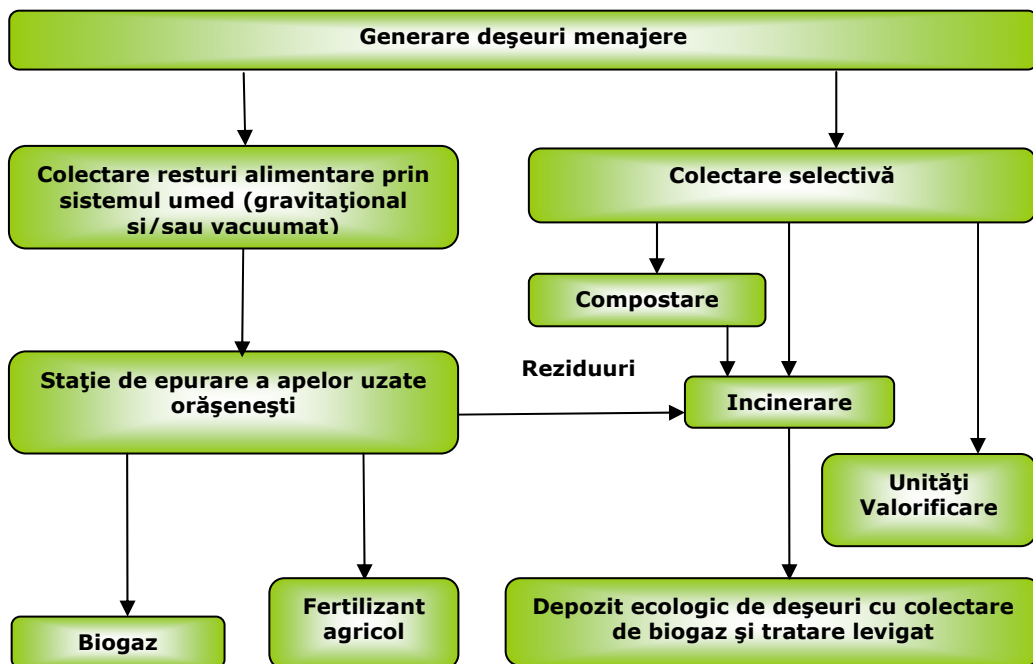 Generare deşeuri menajere
Colectare resturi alimentare prin
sistemul umed (gravitaţional
si/sau vacuumat)
Colectare selectivă
Compostare
Staţie de epurare a apelor uzate
orăşeneşti
Reziduuri
Incinerare
Unităţi
Valorificare
Biogaz
Fertilizant
agricol
Depozit ecologic de deşeuri cu colectare
de biogaz şi tratare levigat